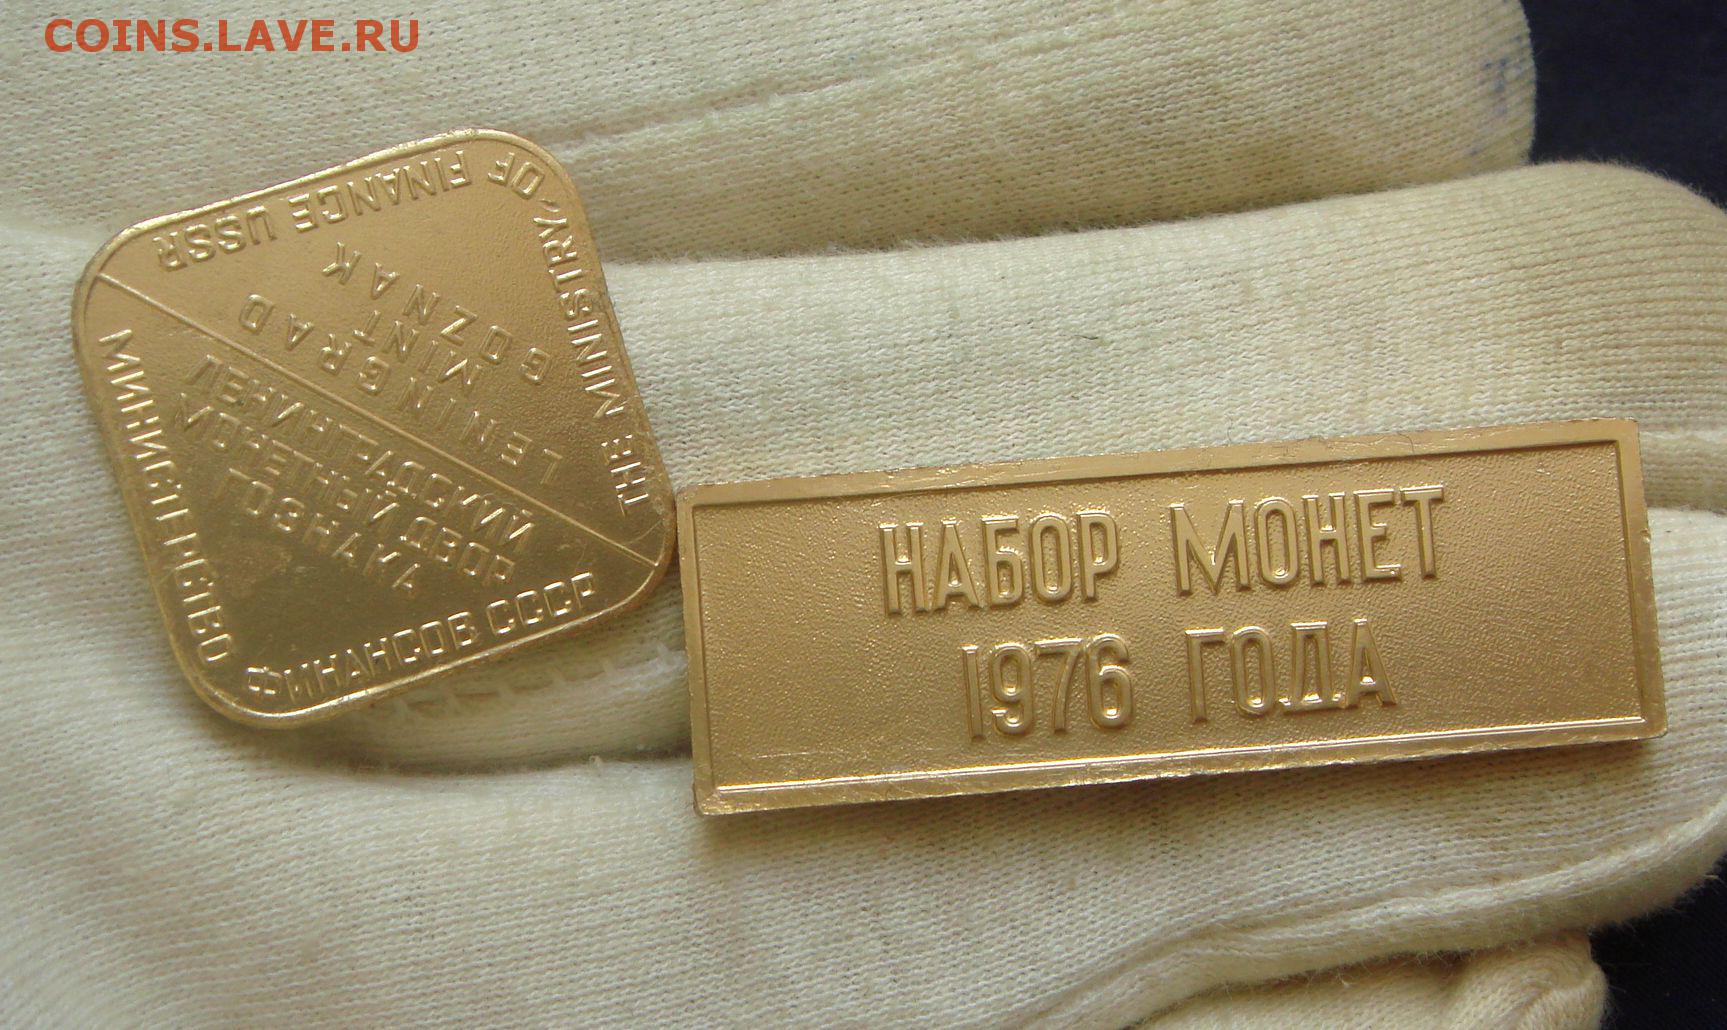 COINS.LAVE.RU
МИНИСТЕРСТВО
ФИНАНСОВ СССР
ЛЕНИНГРАДСКИЙ
МОНЕТНЫЙ ДВОР
ГОЗНАКА
THE MINISTRY OF FINANCE USSR
LENINGRAD
MINT
GOZNAK
НАБОР МОНЕТ
1976 ГОДА